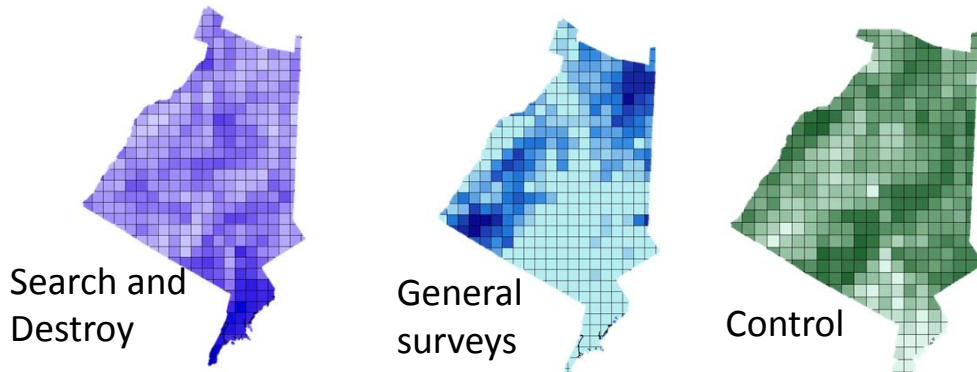 Search and
Destroy
General
surveys
Control